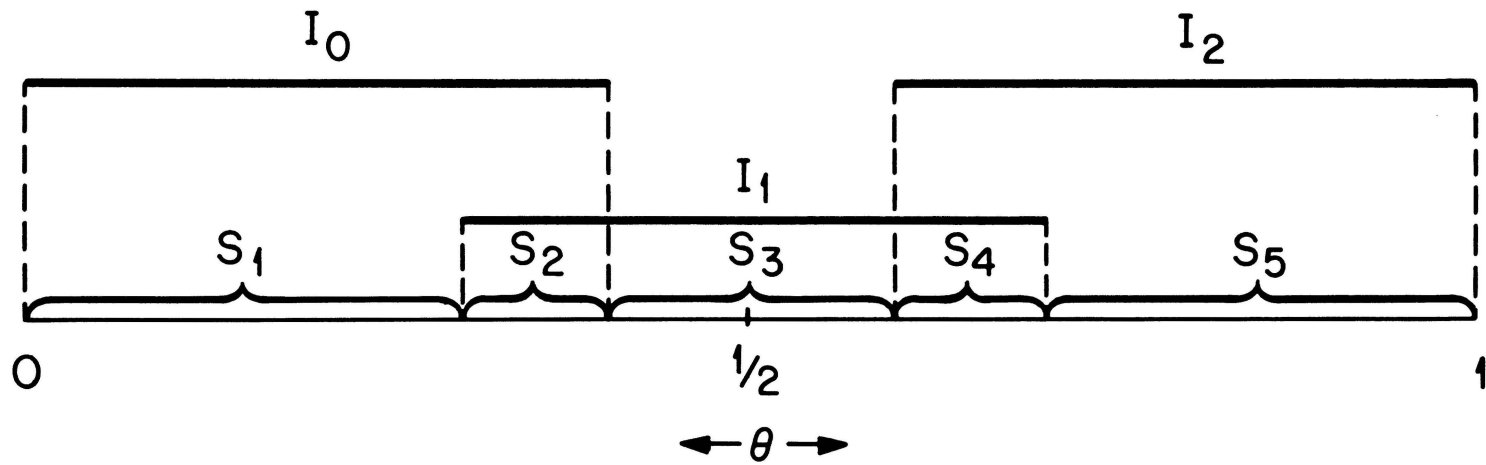 I₀ I₂
I₁
S₁ S₂ S₃ S₄ S₅
0 1/2 1
← θ →